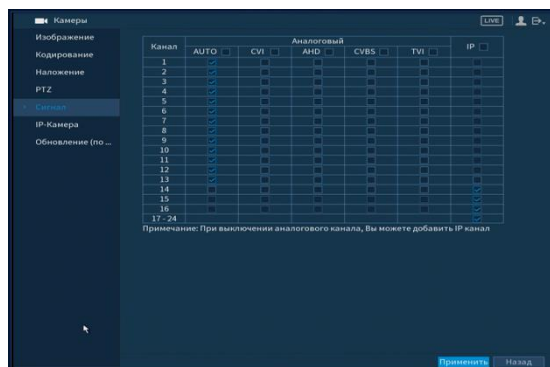 Камеры
LIVE
Изображение
Кодирование
Наложение
PTZ
Сигнал
IP-Камера
Обновление (по ...
Канал Аналоговый IP
AUTO CVI AHD CVBS TVI
1
2
3
4
5
6
7
8
9
10
11
12
13
14
15
16
17 - 24
Примечание: При выключении аналогового канала, Вы можете добавить IP канал
Применить Назад